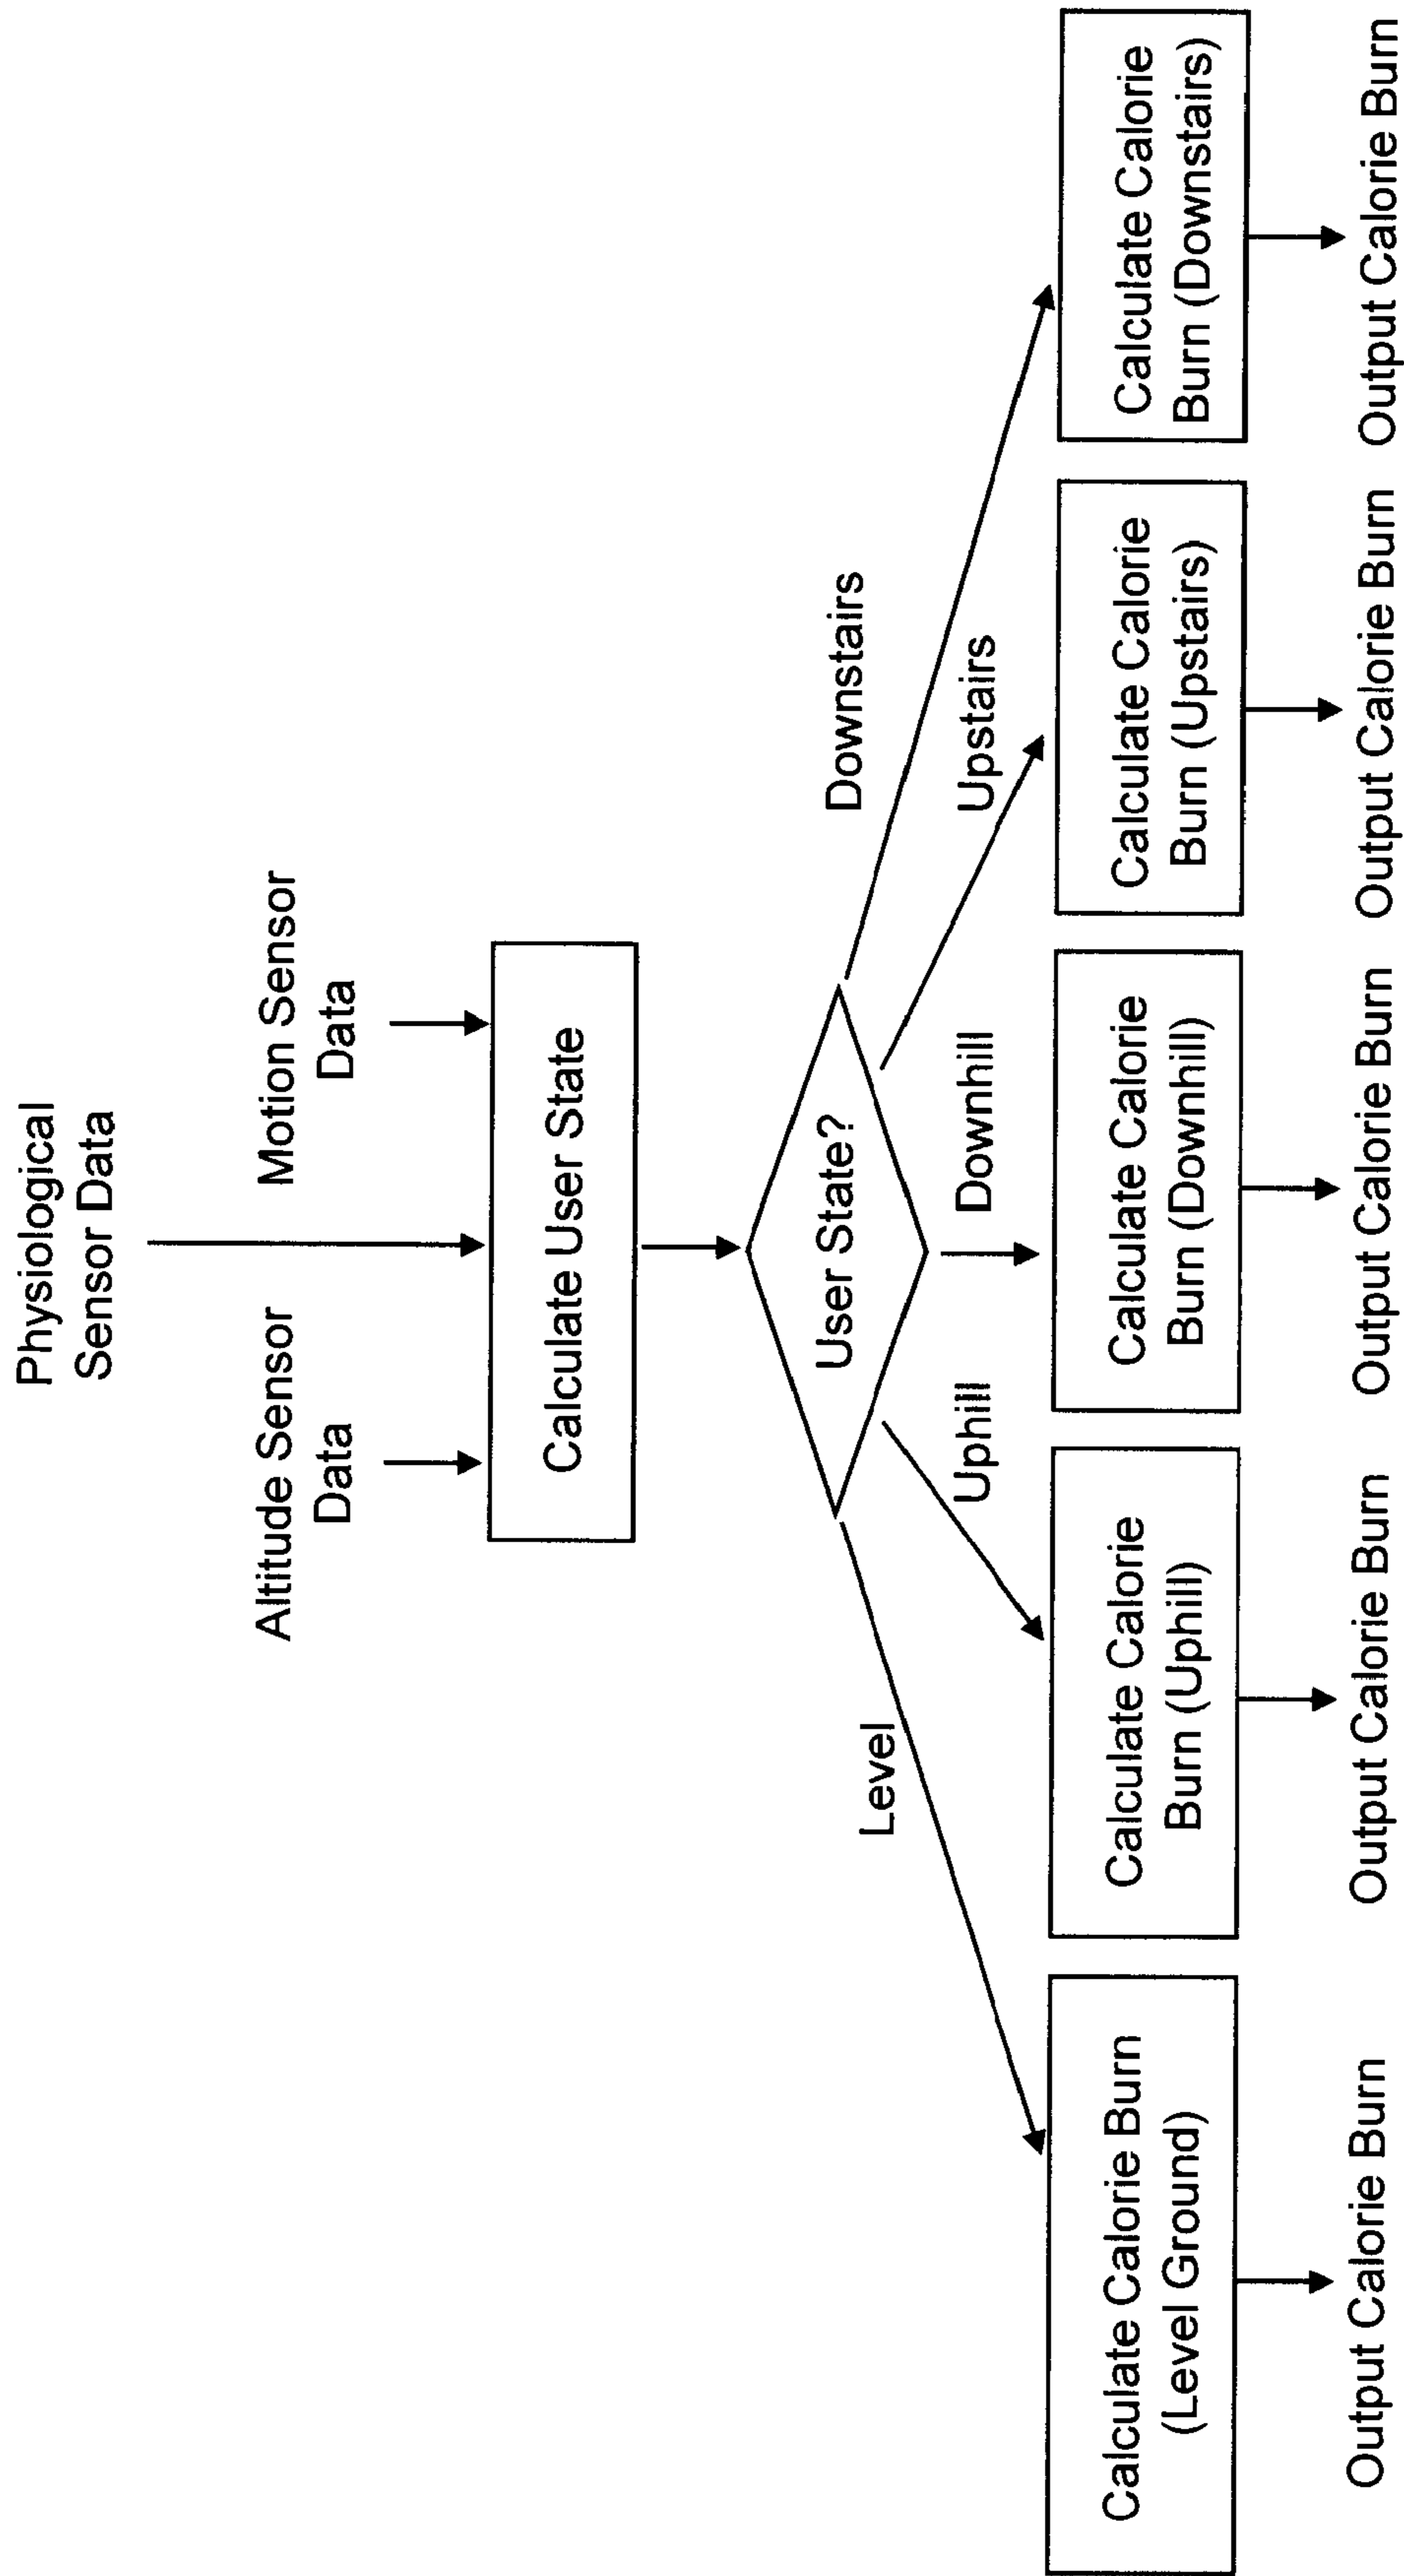 Physiological
Sensor Data
Altitude Sensor
Data
Motion Sensor
Data
Calculate User State
User State?
Level
Uphill
Downhill
Upstairs
Downstairs
Calculate Calorie Burn
(Level Ground)
Calculate Calorie
Burn (Uphill)
Calculate Calorie
Burn (Downhill)
Calculate Calorie
Burn (Upstairs)
Calculate Calorie
Burn (Downstairs)
Output Calorie Burn
Output Calorie Burn
Output Calorie Burn
Output Calorie Burn
Output Calorie Burn